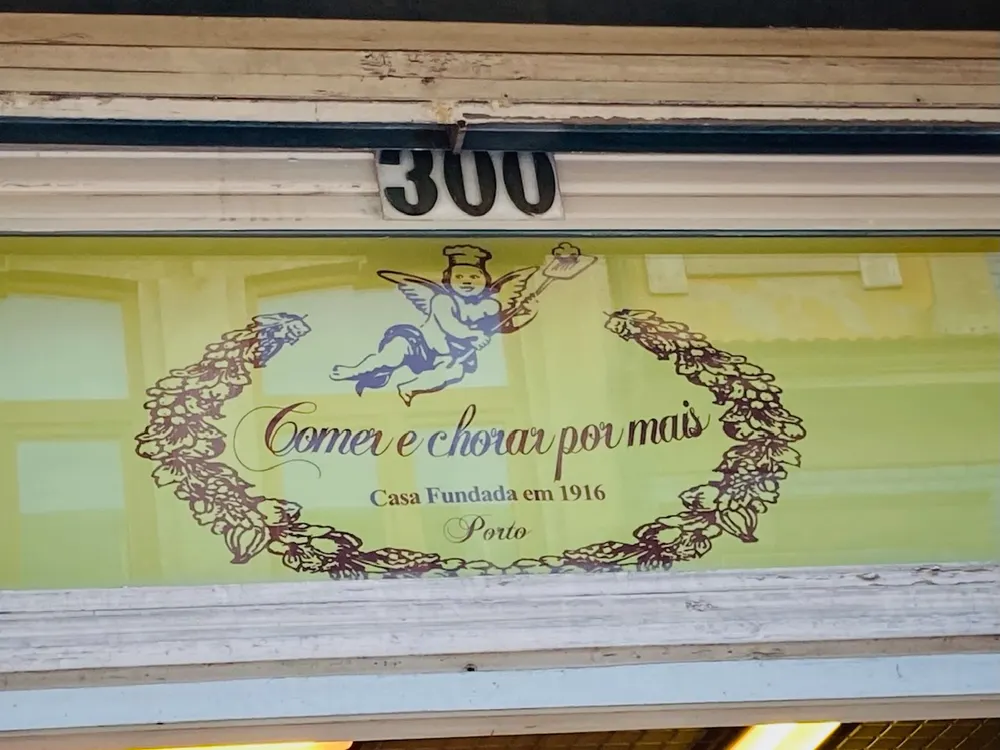 300
Comer e chorar por mais
Casa Fundada em 1916
Porto